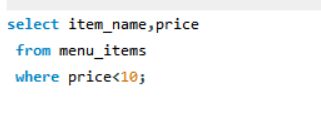 select item_name,price
from menu_items
where price<10;